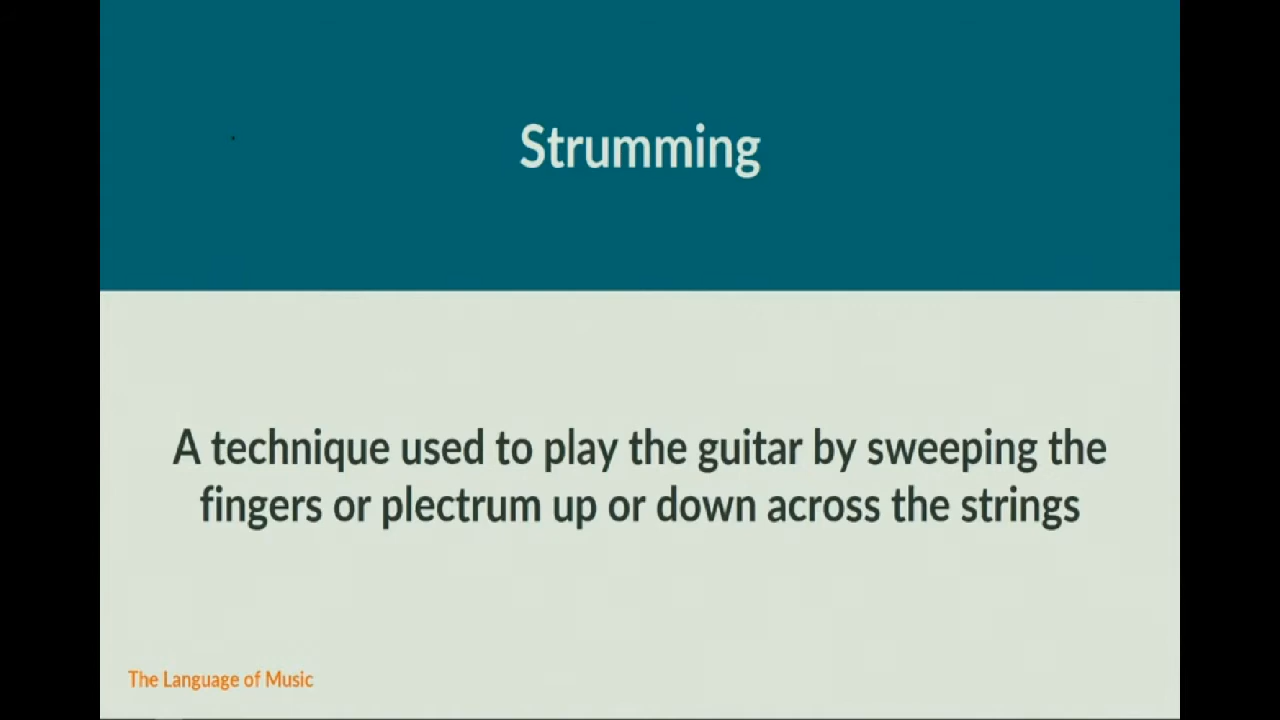 Strumming
A technique used to play the guitar by sweeping the
fingers or plectrum up or down across the strings
The Language of Music